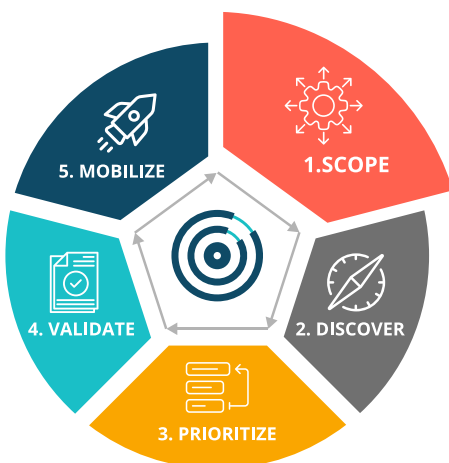 1.SCOPE
2. DISCOVER
3. PRIORITIZE
4. VALIDATE
5. MOBILIZE